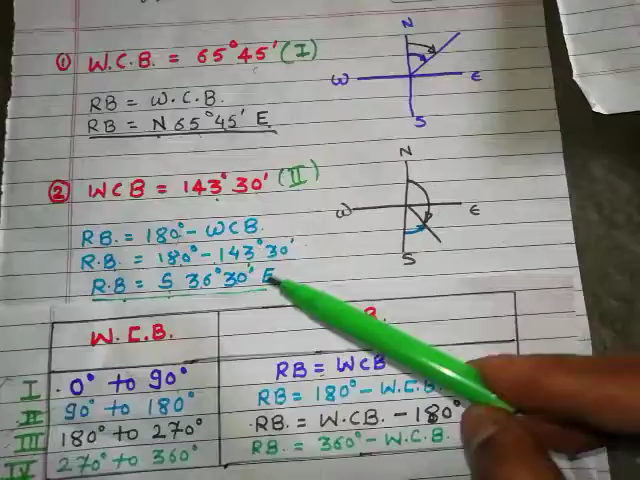 ① W.C.B. = 65°45' (I)
RB = W.C.B.
RB = N 65°45' E
N
W E
S
② WCB = 143°30' (II)
RB. = 180° - WCB.
R.B. = 180° - 143°30'
R.B = S 36°30' E
N
W E
S
W.C.B. B.
I 0° to 90° RB = WCB
II 90° to 180° RB = 180° - W.C.B.
III 180° to 270° RB. = W.CB. - 180°
IV 270° to 360° RB. = 360° - W.C.B.